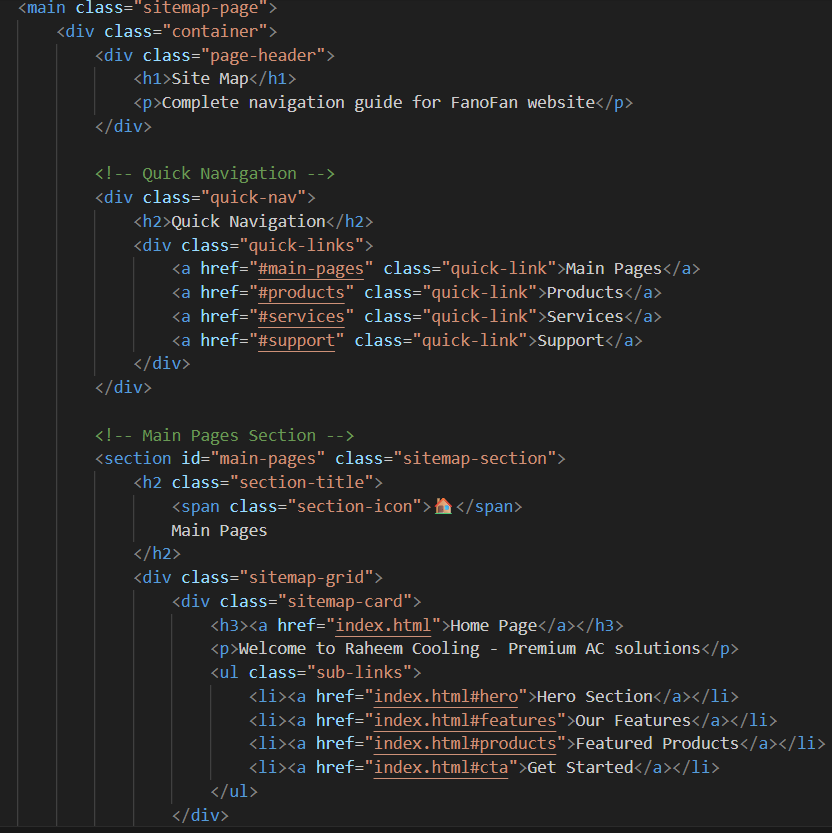 <main class="sitemap-page">
<div class="container">
<div class="page-header">
<h1>Site Map</h1>
<p>Complete navigation guide for FanoFan website</p>
</div>
<!-- Quick Navigation -->
<div class="quick-nav">
<h2>Quick Navigation</h2>
<div class="quick-links">
<a href="#main-pages" class="quick-link">Main Pages</a>
<a href="#products" class="quick-link">Products</a>
<a href="#services" class="quick-link">Services</a>
<a href="#support" class="quick-link">Support</a>
</div>
</div>
<!-- Main Pages Section -->
<section id="main-pages" class="sitemap-section">
<h2 class="section-title">
<span class="section-icon">🏠</span>
Main Pages
</h2>
<div class="sitemap-grid">
<div class="sitemap-card">
<h3><a href="index.html">Home Page</a></h3>
<p>Welcome to Raheem Cooling - Premium AC solutions</p>
<ul class="sub-links">
<li><a href="index.html#hero">Hero Section</a></li>
<li><a href="index.html#features">Our Features</a></li>
<li><a href="index.html#products">Featured Products</a></li>
<li><a href="index.html#cta">Get Started</a></li>
</ul>
</div>